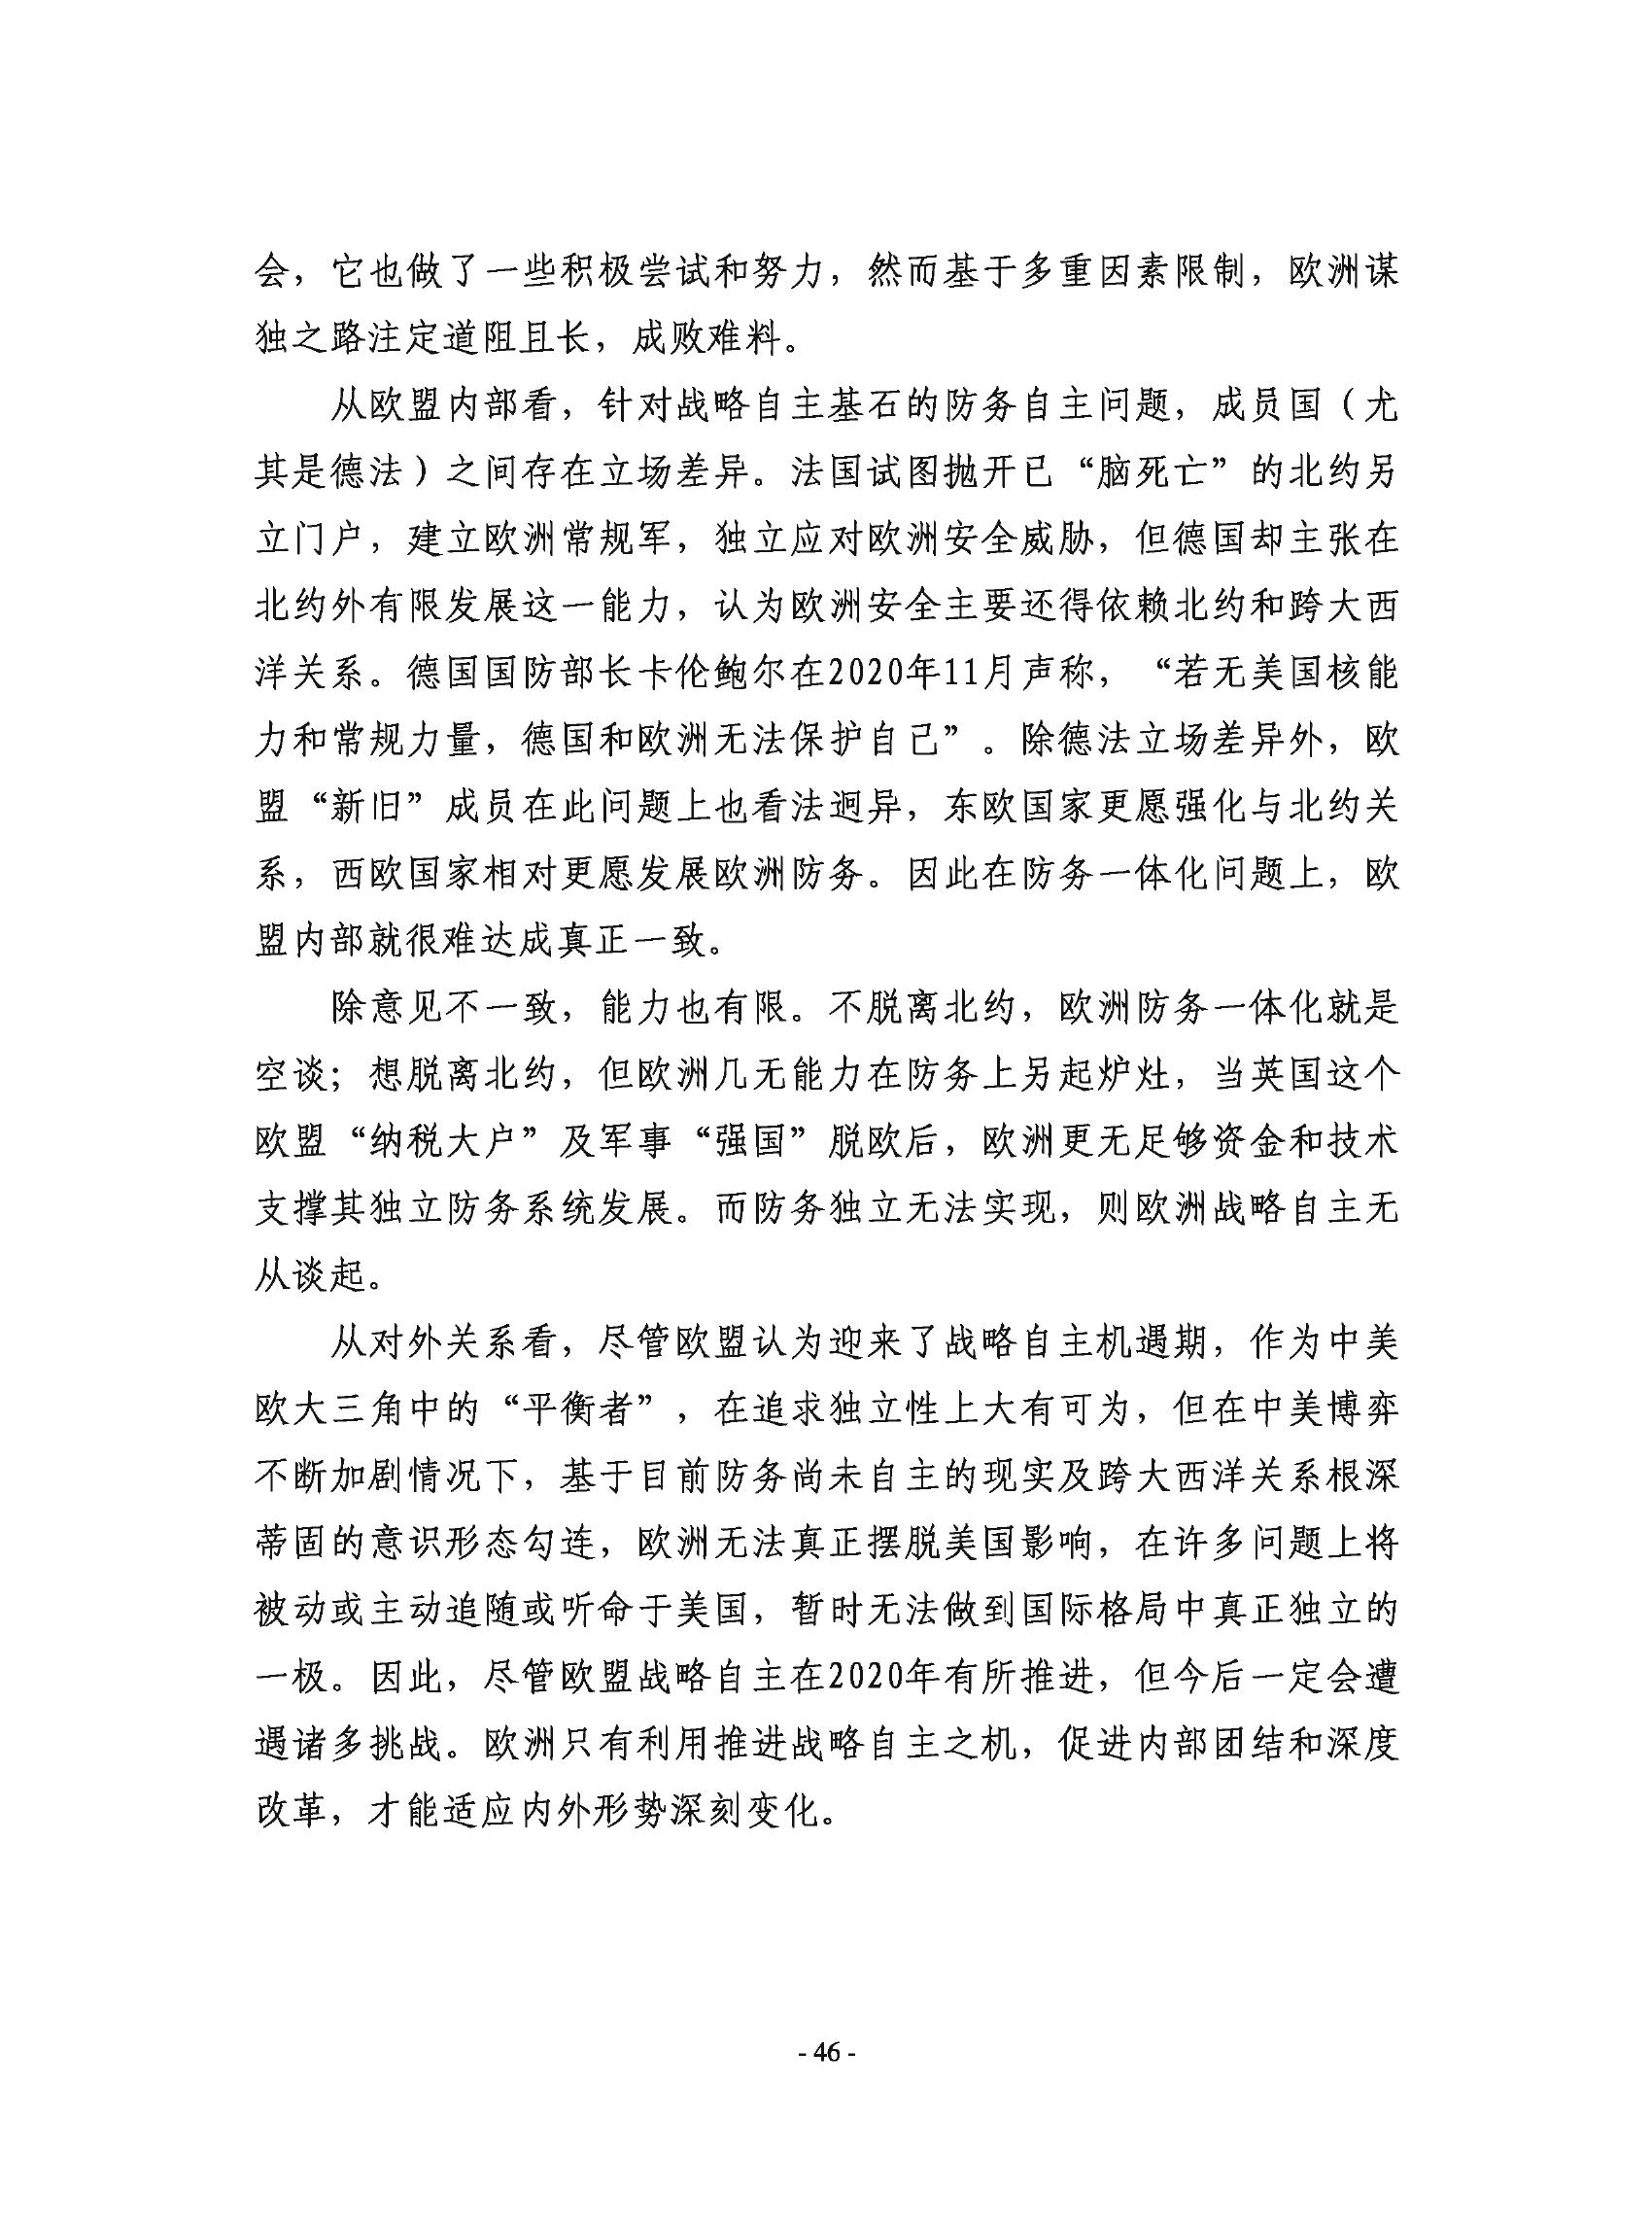 会，它也做了一些积极尝试和努力，然而基于多重因素限制，欧洲谋
独之路注定道阻且长，成败难料。
从欧盟内部看，针对战略自主基石的防务自主问题，成员国（尤
其是德法）之间存在立场差异。法国试图抛开已“脑死亡”的北约另
立门户，建立欧洲常规军，独立应对欧洲安全威胁，但德国却主张在
北约外有限发展这一能力，认为欧洲安全主要还得依赖北约和跨大西
洋关系。德国国防部长卡伦鲍尔在2020年11月声称，“若无美国核能
力和常规力量，德国和欧洲无法保护自己”。除德法立场差异外，欧
盟“新旧”成员在此问题上也看法迥异，东欧国家更愿强化与北约关
系，西欧国家相对更愿发展欧洲防务。因此在防务一体化问题上，欧
盟内部就很难达成真正一致。
除意见不一致，能力也有限。不脱离北约，欧洲防务一体化就是
空谈；想脱离北约，但欧洲几无能力在防务上另起炉灶，当英国这个
欧盟“纳税大户”及军事“强国”脱欧后，欧洲更无足够资金和技术
支撑其独立防务系统发展。而防务独立无法实现，则欧洲战略自主无
从谈起。
从对外关系看，尽管欧盟认为迎来了战略自主机遇期，作为中美
欧大三角中的“平衡者”，在追求独立性上大有可为，但在中美博弈
不断加剧情况下，基于目前防务尚未自主的现实及跨大西洋关系根深
蒂固的意识形态勾连，欧洲无法真正摆脱美国影响，在许多问题上将
被动或主动追随或听命于美国，暂时无法做到国际格局中真正独立的
一极。因此，尽管欧盟战略自主在2020年有所推进，但今后一定会遭
遇诸多挑战。欧洲只有利用推进战略自主之机，促进内部团结和深度
改革，才能适应内外形势深刻变化。
- 46 -